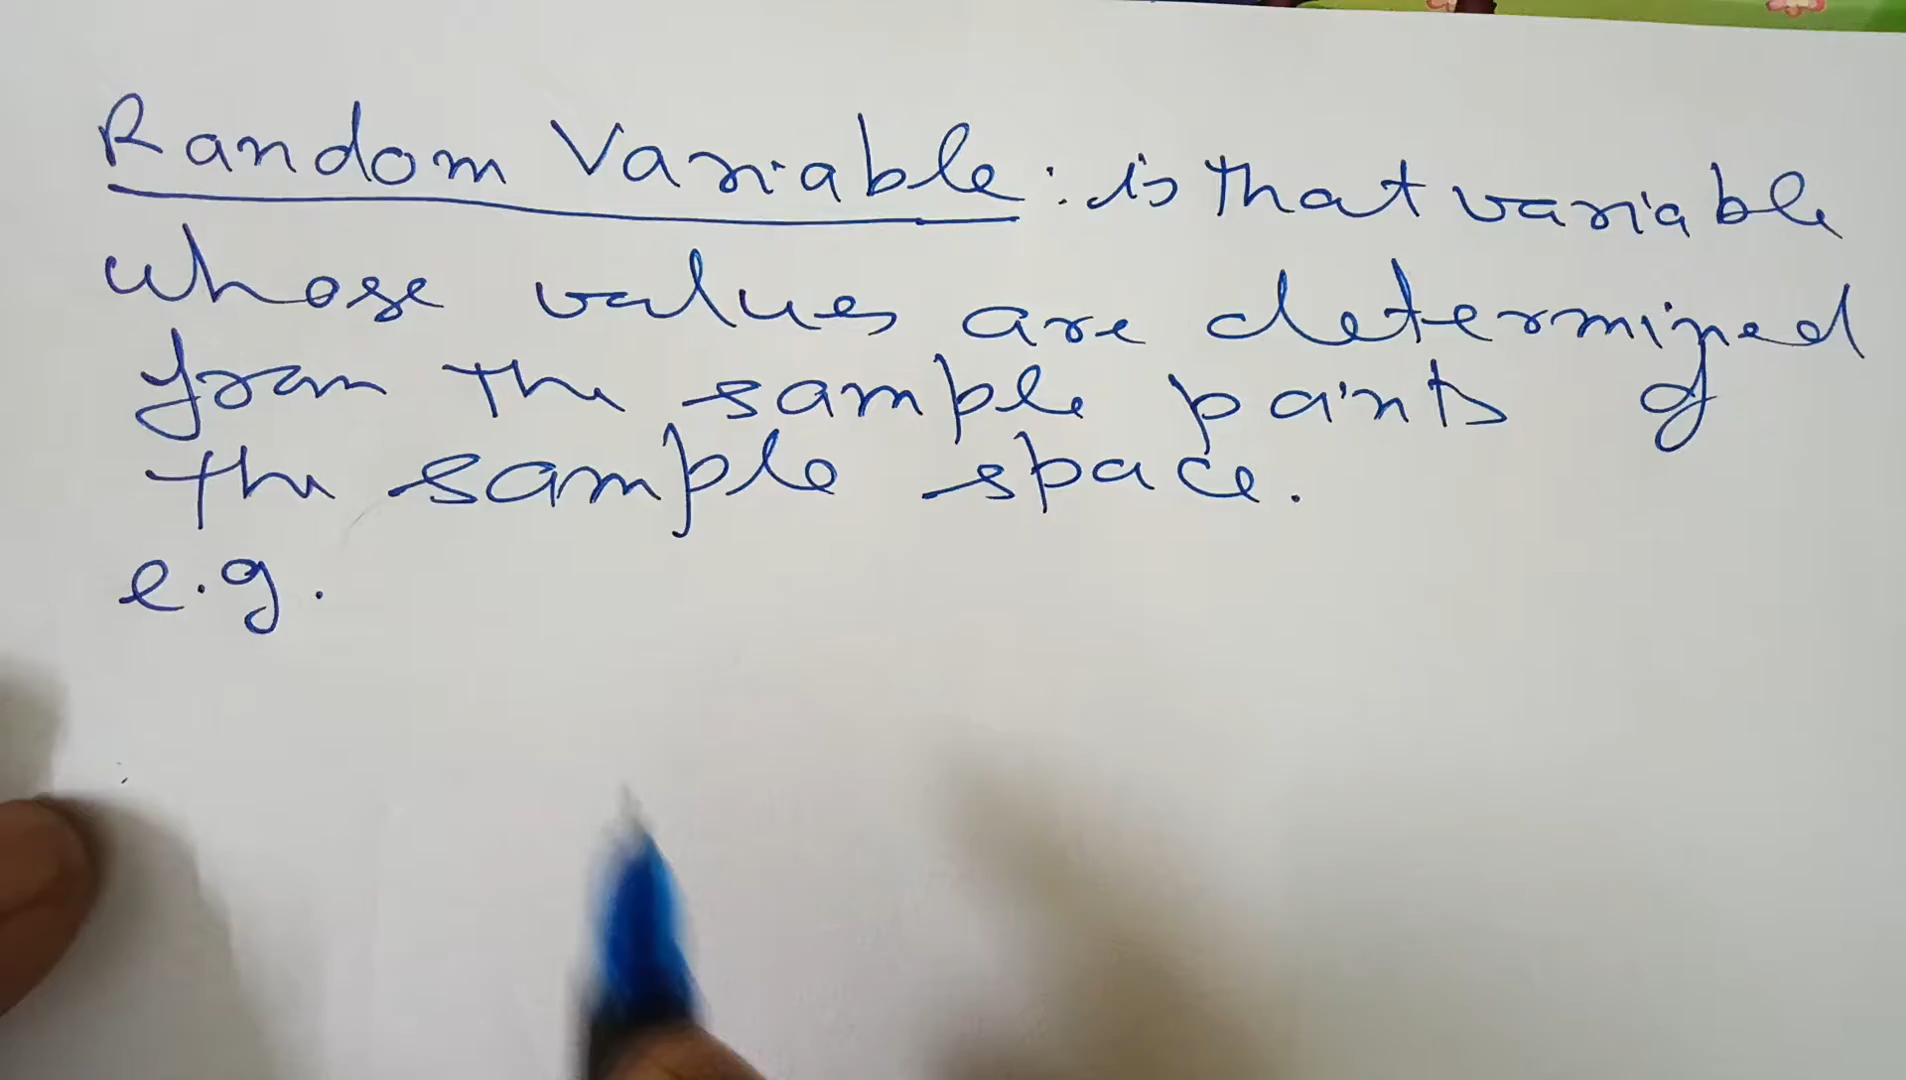 Random Variable : is that variable
whose values are determined
from the sample points of
the sample space.
e.g.